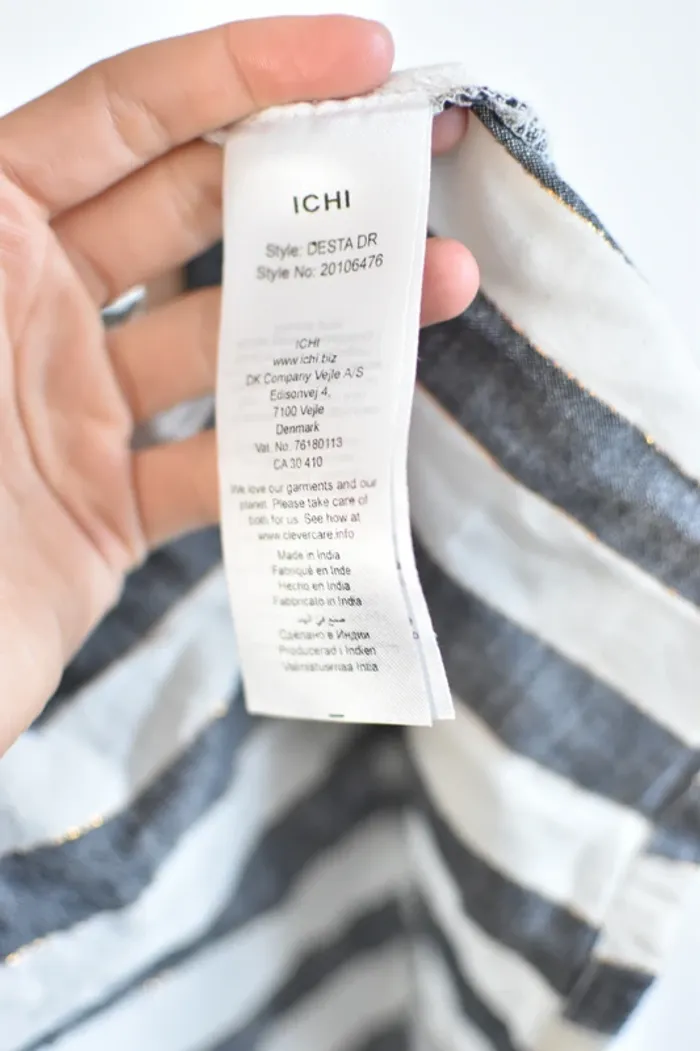 ICHI
Style: DESTA DR
Style No: 20106476
ICHI
www.ichi.biz
DK Company Vejle A/S
Edisonvej 4,
7100 Vejle
Denmark
Vat. No. 76180113
CA 30 410
We love our garments and our
planet. Please take care of
both for us. See how at
www.clevercare.info
Made in India
Fabriqué en Inde
Hecho en India
Fabbricato in India
صنع في الهند
Сделано в Индии
Producerad i Indien
Valmistusmaa Intia